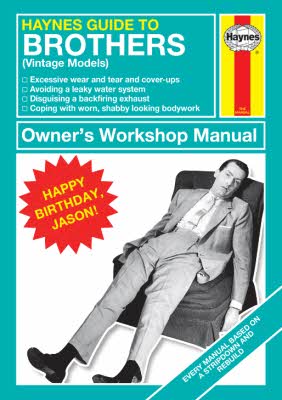 HAYNES GUIDE TO
BROTHERS
(Vintage Models)
Excessive wear and tear and cover-ups
Avoiding a leaky water system
Disguising a backfiring exhaust
Coping with worn, shabby looking bodywork
Haynes
Owner's Workshop Manual
HAPPY
BIRTHDAY,
JASON!
EVERY MANUAL BASED ON
A STRIPDOWN AND
REBUILD